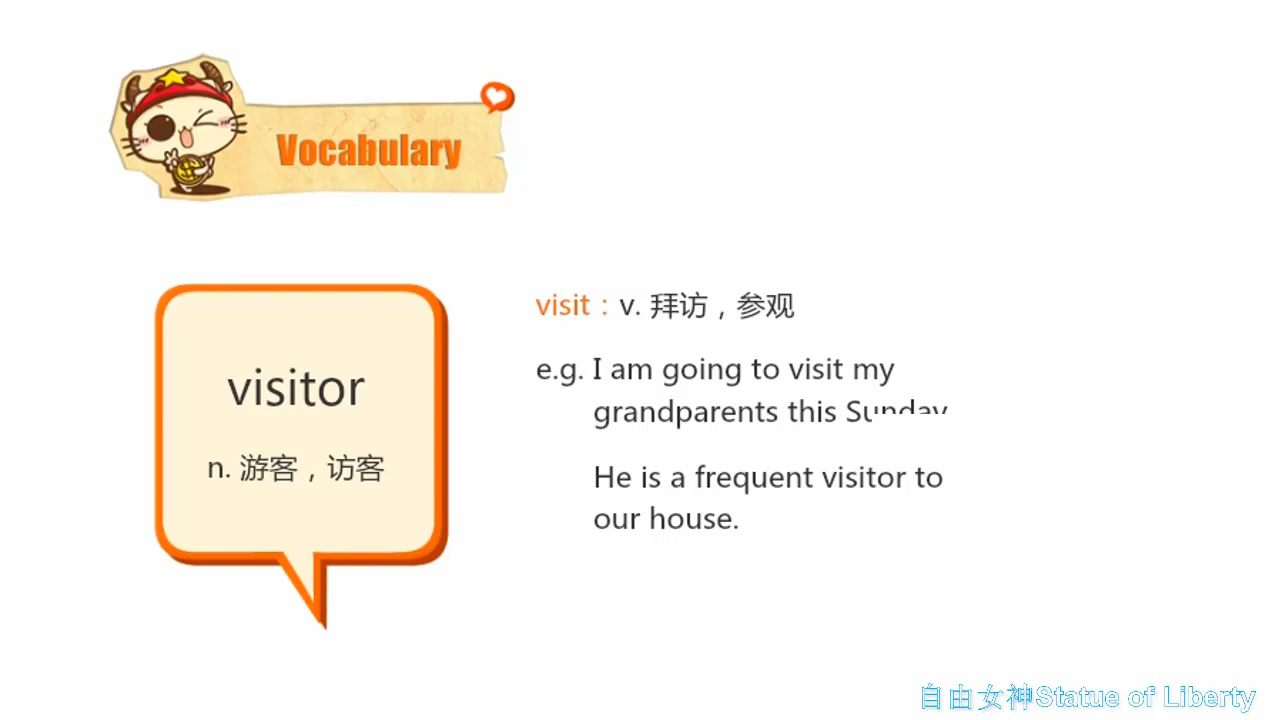 Vocabulary
visitor
n. 游客，访客
visit：v. 拜访，参观
e.g. I am going to visit my
grandparents this Sunday
He is a frequent visitor to
our house.
自由女神Statue of Liberty